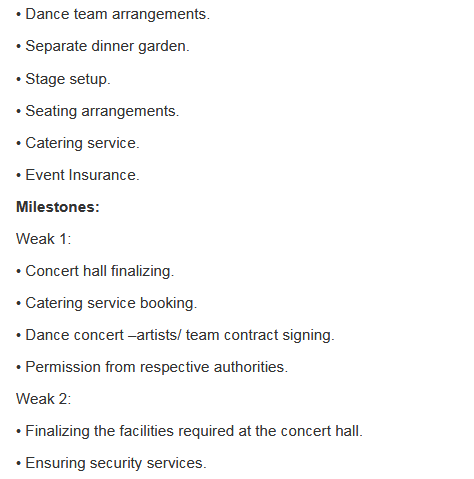 • Dance team arrangements.
• Separate dinner garden.
• Stage setup.
• Seating arrangements.
• Catering service.
• Event Insurance.
Milestones:
Weak 1:
• Concert hall finalizing.
• Catering service booking.
• Dance concert –artists/ team contract signing.
• Permission from respective authorities.
Weak 2:
• Finalizing the facilities required at the concert hall.
• Ensuring security services.